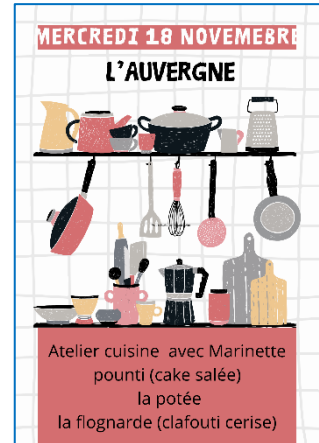 MERCREDI 18 NOVEMEBRE
L'AUVERGNE
Atelier cuisine avec Marinette
pounti (cake salée)
la potée
la flognarde (clafouti cerise)